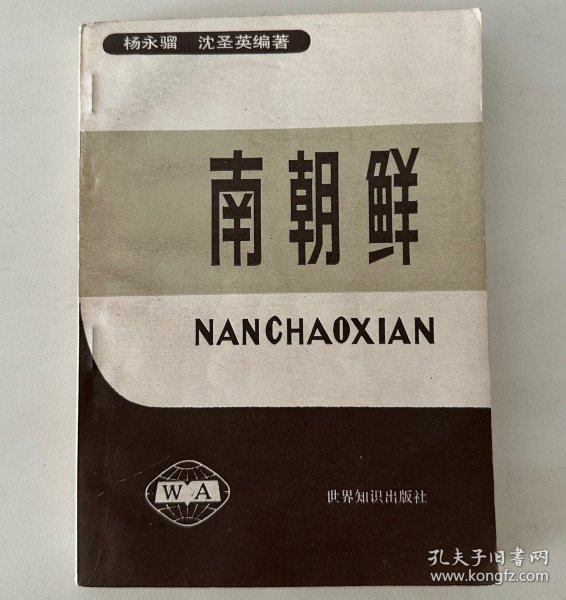 杨永骝 沈圣英编著
南朝鲜
NANCHAOXIAN
W A
世界知识出版社
孔夫子旧书网
www.kongfz.com